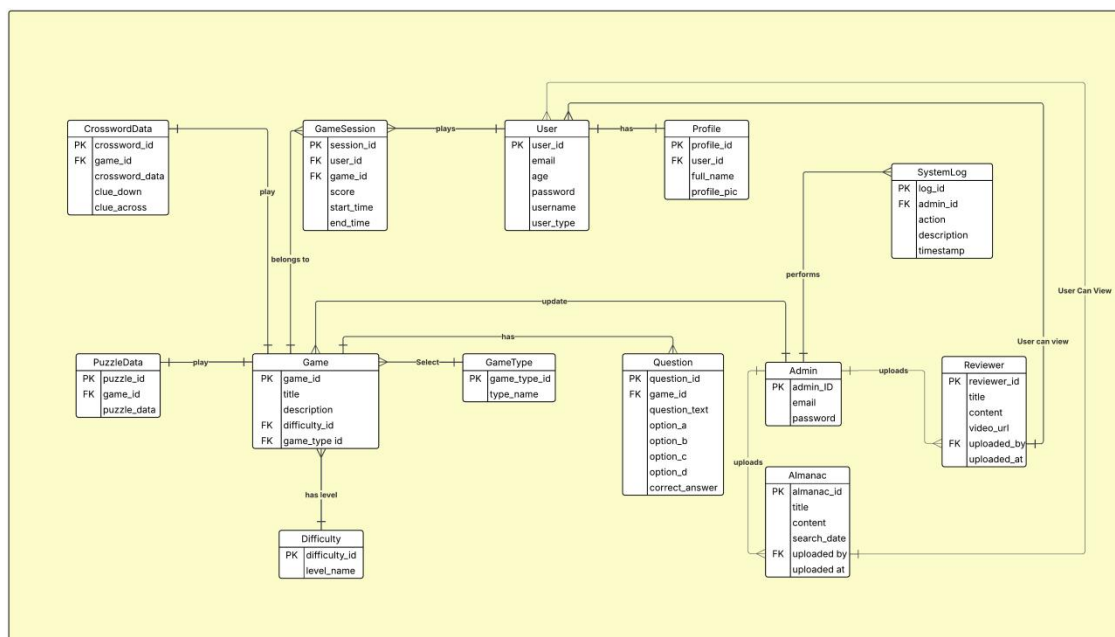 CrosswordData
PK crossword_id
FK game_id
crossword_data
clue_down
clue_across
play
GameSession
PK session_id
FK user_id
FK game_id
score
start_time
end_time
belongs to
plays
User
PK user_id
email
age
password
username
user_type
has
Profile
PK profile_id
FK user_id
full_name
profile_pic
SystemLog
PK log_id
FK admin_id
action
description
timestamp
performs
User Can View
User can view
update
has
PuzzleData
PK puzzle_id
FK game_id
puzzle_data
play
Game
PK game_id
title
description
FK difficulty_id
FK game_type id
Select
GameType
PK game_type_id
type_name
Question
PK question_id
FK game_id
question_text
option_a
option_b
option_c
option_d
correct_answer
Admin
PK admin_ID
email
password
uploads
Reviewer
PK reviewer_id
title
content
video_url
FK uploaded_by
uploaded_at
uploads
Almanac
PK almanac_id
title
content
search_date
FK uploaded by
uploaded at
has level
Difficulty
PK difficulty_id
level_name